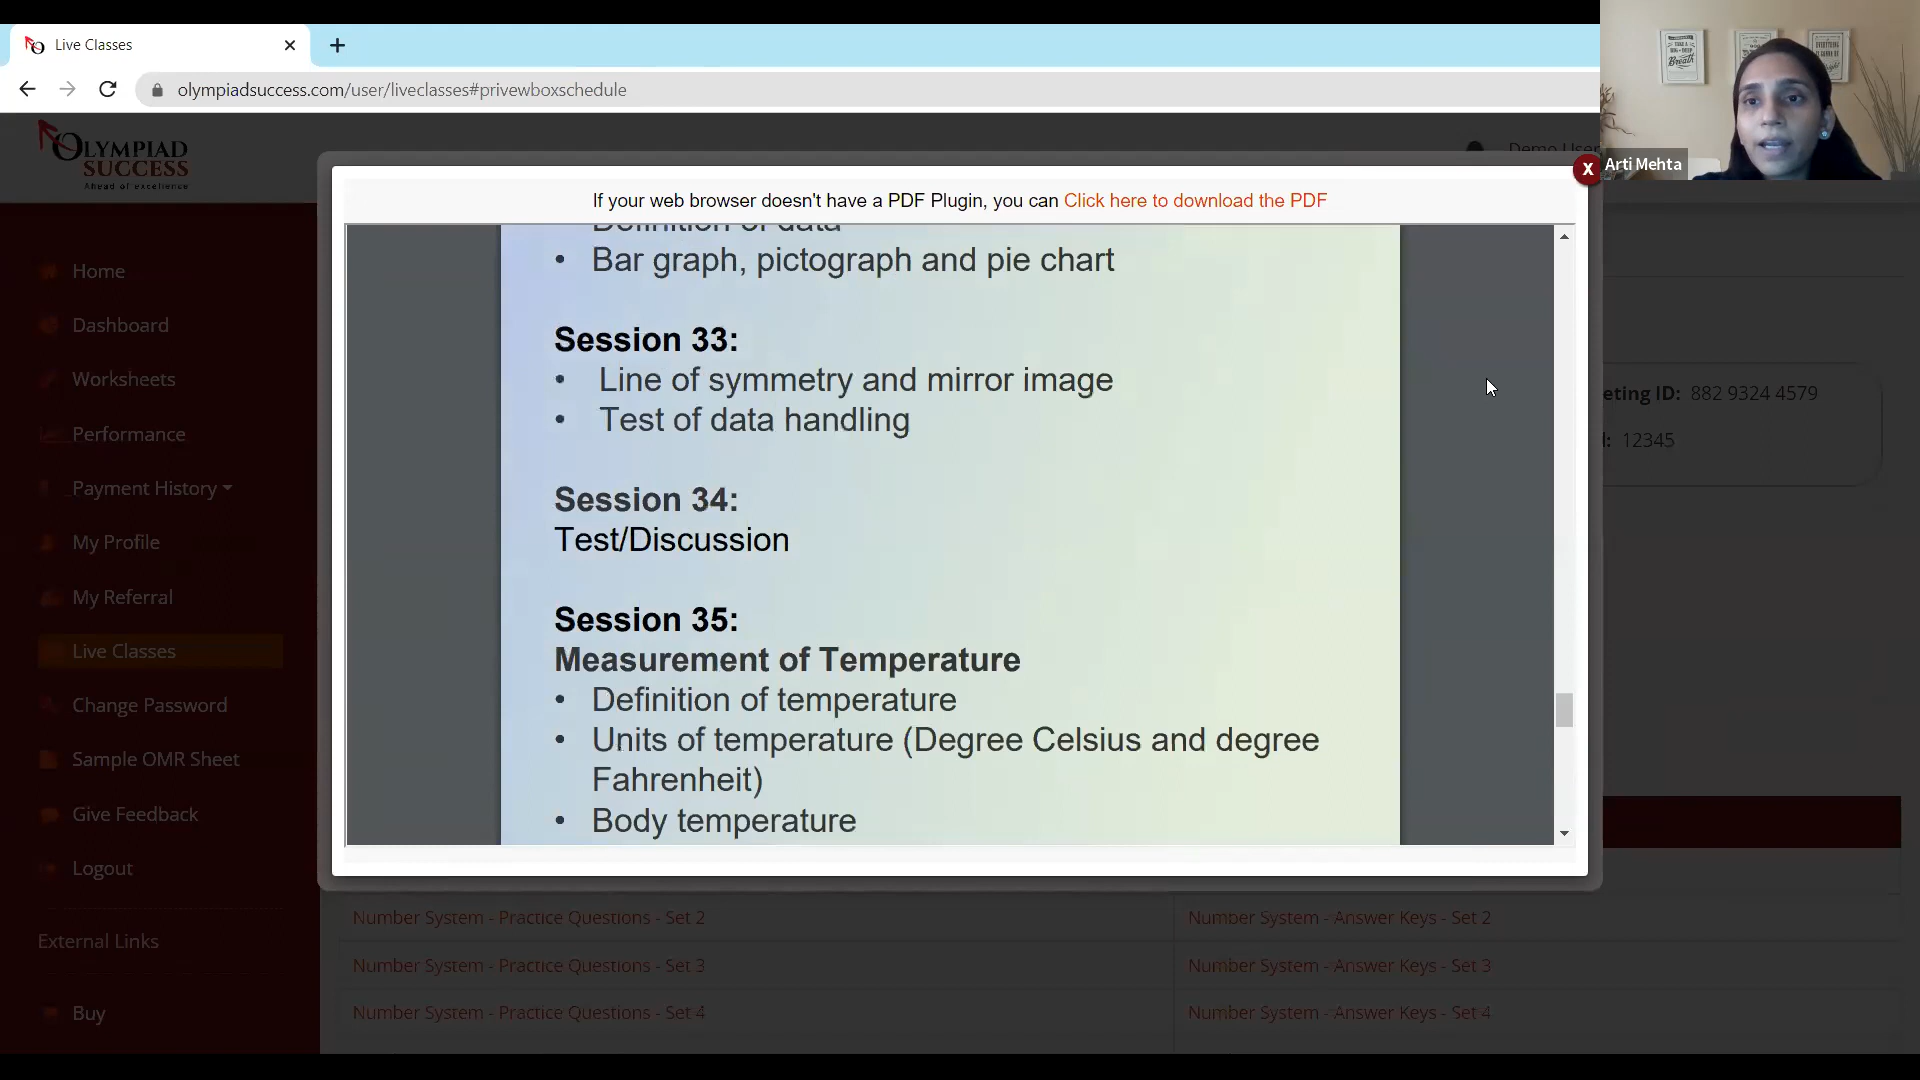 Live Classes
olympiadsuccess.com/user/liveclasses#privewboxschedule
OLYMPIAD
SUCCESS
Ahead of excellence
Demo User
Arti Mehta
X
If your web browser doesn't have a PDF Plugin, you can Click here to download the PDF
Definition of data
• Bar graph, pictograph and pie chart
Session 33:
• Line of symmetry and mirror image
• Test of data handling
Session 34:
Test/Discussion
Session 35:
Measurement of Temperature
• Definition of temperature
• Units of temperature (Degree Celsius and degree
Fahrenheit)
• Body temperature
eting ID: 882 9324 4579
: 12345
Home
Dashboard
Worksheets
Performance
Payment History
My Profile
My Referral
Live Classes
Change Password
Sample OMR Sheet
Give Feedback
Logout
External Links
Buy
Number System - Practice Questions - Set 2
Number System - Answer Keys - Set 2
Number System - Practice Questions - Set 3
Number System - Answer Keys - Set 3
Number System - Practice Questions - Set 4
Number System - Answer Keys - Set 4